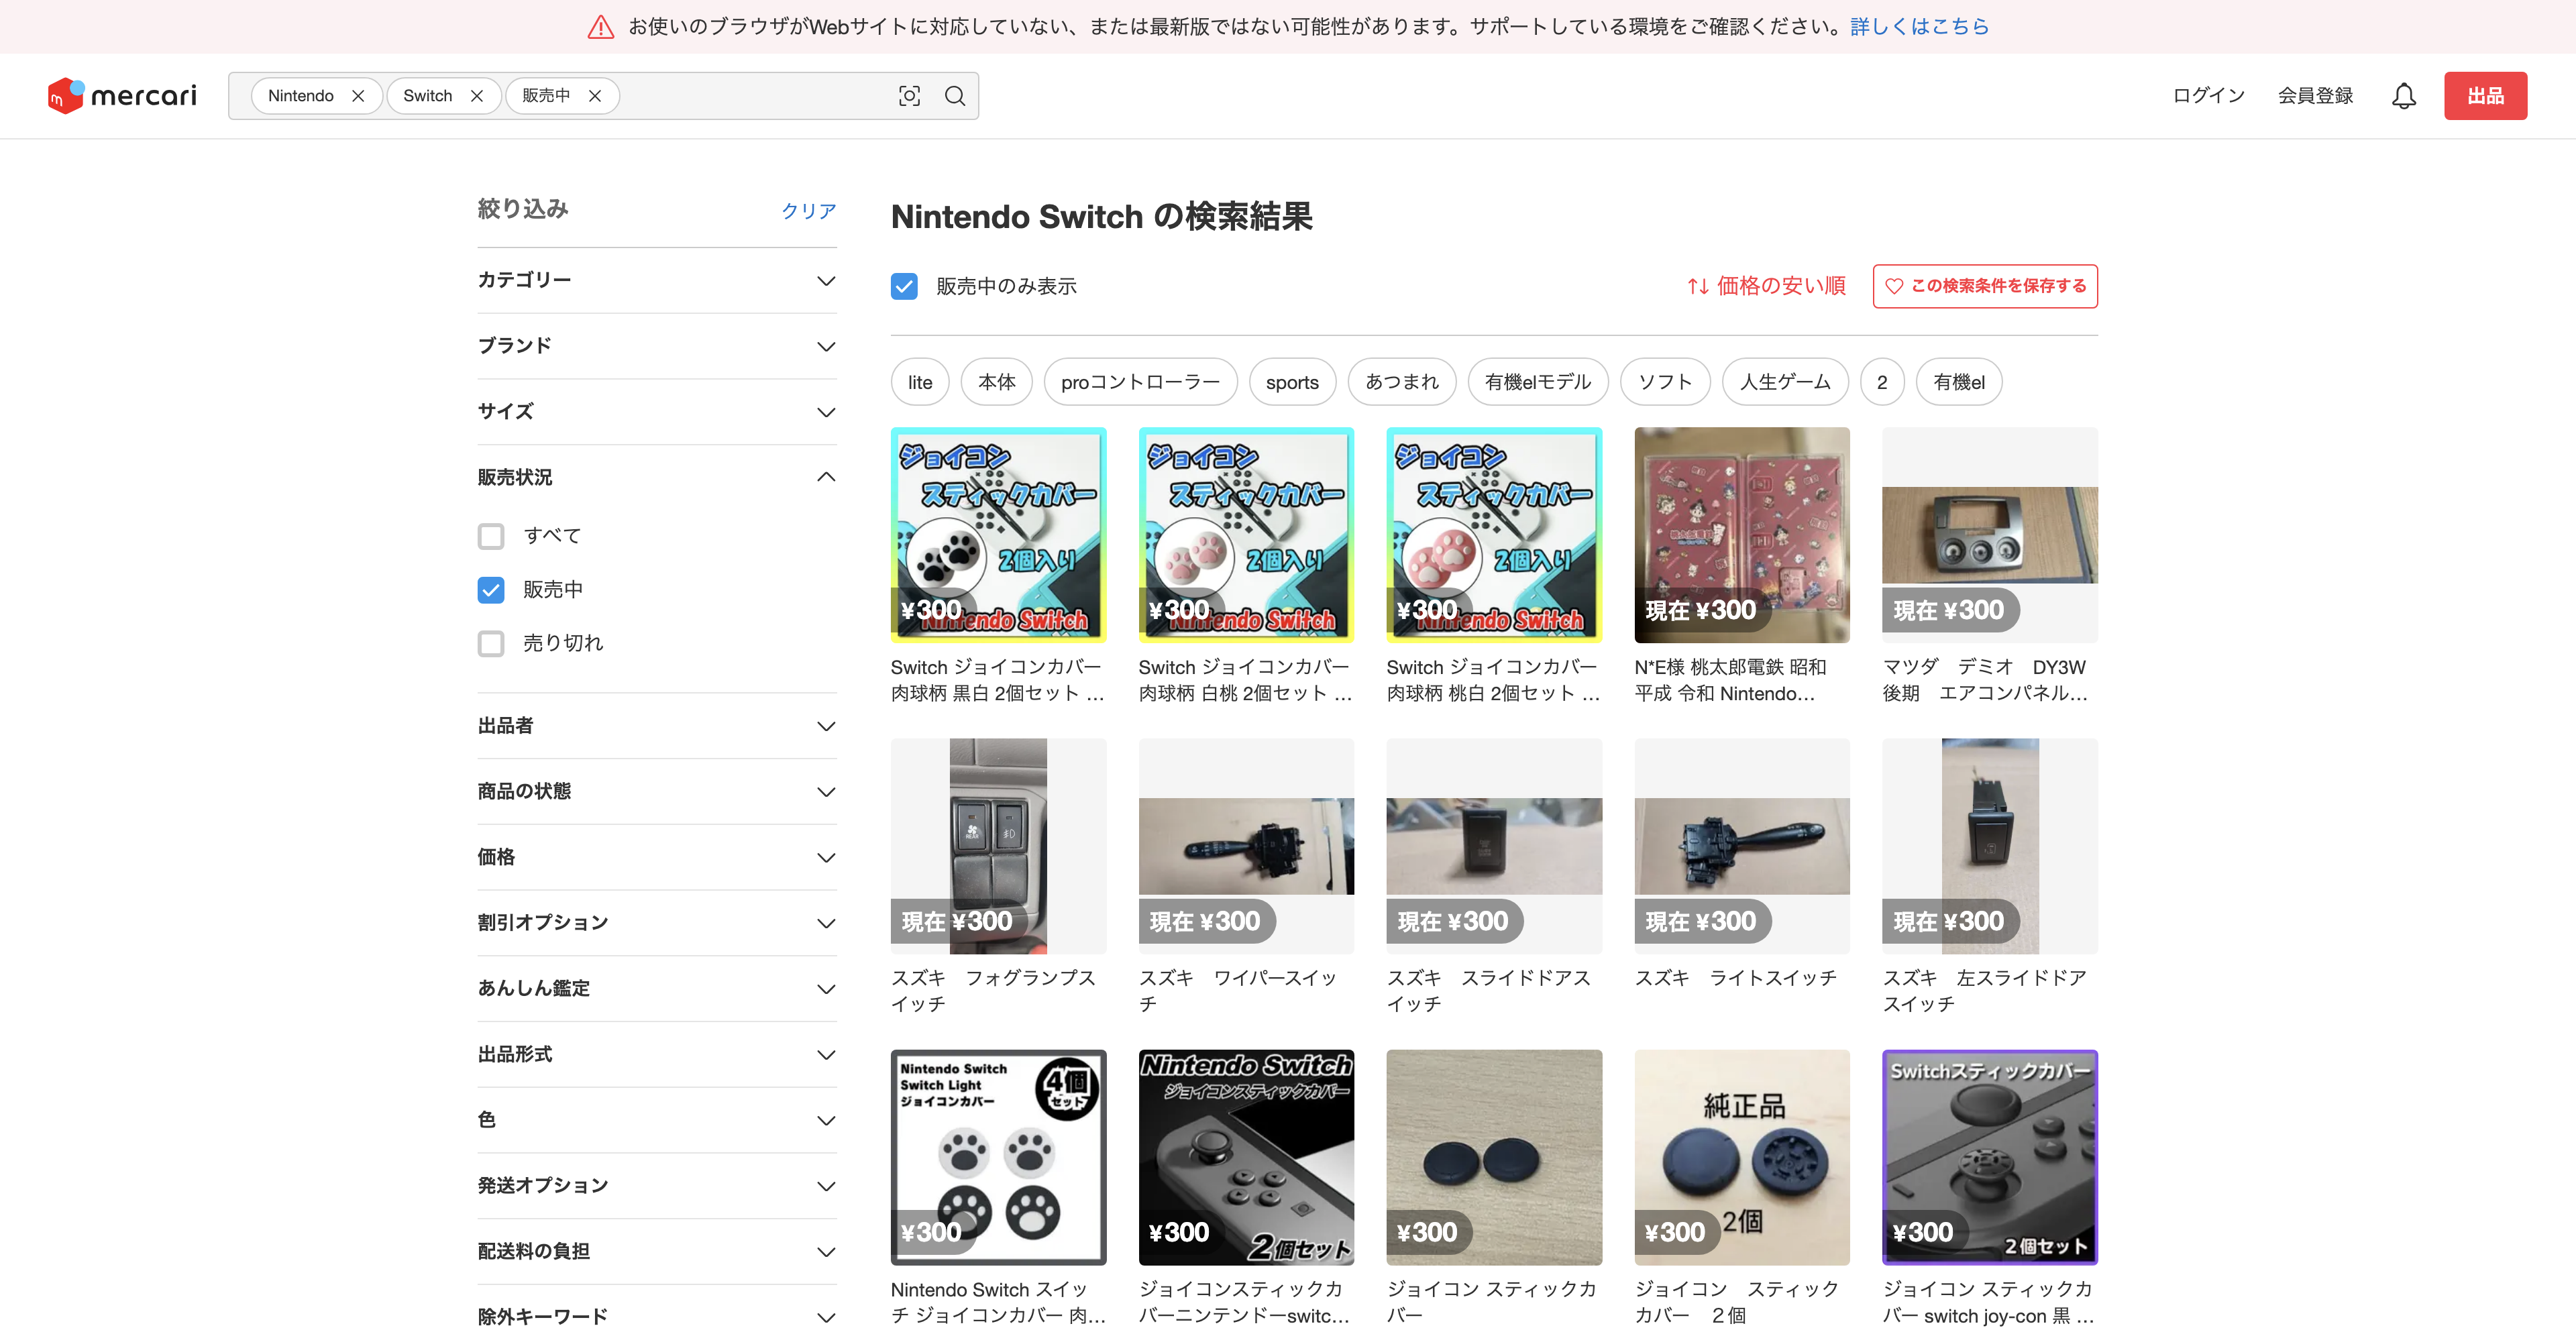 お使いのブラウザがWebサイトに対応していない、または最新版ではない可能性があります。サポートしている環境をご確認ください。詳しくはこちら
mercari
Nintendo
Switch
販売中
ログイン
会員登録
出品
絞り込み
クリア
カテゴリー
ブランド
サイズ
販売状況
すべて
販売中
売り切れ
出品者
商品の状態
価格
割引オプション
あんしん鑑定
出品形式
色
発送オプション
配送料の負担
除外キーワード
Nintendo Switch の検索結果
販売中のみ表示
価格の安い順
この検索条件を保存する
lite
本体
proコントローラー
sports
あつまれ
有機elモデル
ソフト
人生ゲーム
2
有機el
ジョイコン
スティックカバー
2個入り
¥300
Nintendo Switch
Switch ジョイコンカバー
肉球柄 黒白 2個セット …
ジョイコン
スティックカバー
2個入り
¥300
Nintendo Switch
Switch ジョイコンカバー
肉球柄 白桃 2個セット …
ジョイコン
スティックカバー
2個入り
¥300
Nintendo Switch
Switch ジョイコンカバー
肉球柄 桃白 2個セット …
現在 ¥300
N*E様 桃太郎電鉄 昭和
平成 令和 Nintendo…
現在 ¥300
マツダ　デミオ　DY3W
後期　エアコンパネル…
REAR
現在 ¥300
スズキ　フォグランプス
イッチ
現在 ¥300
スズキ　ワイパースイッ
チ
現在 ¥300
スズキ　スライドドアス
イッチ
現在 ¥300
スズキ　ライトスイッチ
現在 ¥300
スズキ　左スライドドア
スイッチ
Nintendo Switch
Switch Light
ジョイコンカバー
4個
セット
¥300
Nintendo Switch スイッ
チ ジョイコンカバー 肉…
Nintendo Switch
ジョイコンスティックカバー
¥300
2個セット
ジョイコンスティックカ
バーニンテンドーswitc…
¥300
ジョイコン スティックカ
バー
純正品
2個
¥300
ジョイコン　スティック
カバー　２個
Switchスティックカバー
¥300
２個セット
ジョイコン スティックカ
バー switch joy-con 黒 …